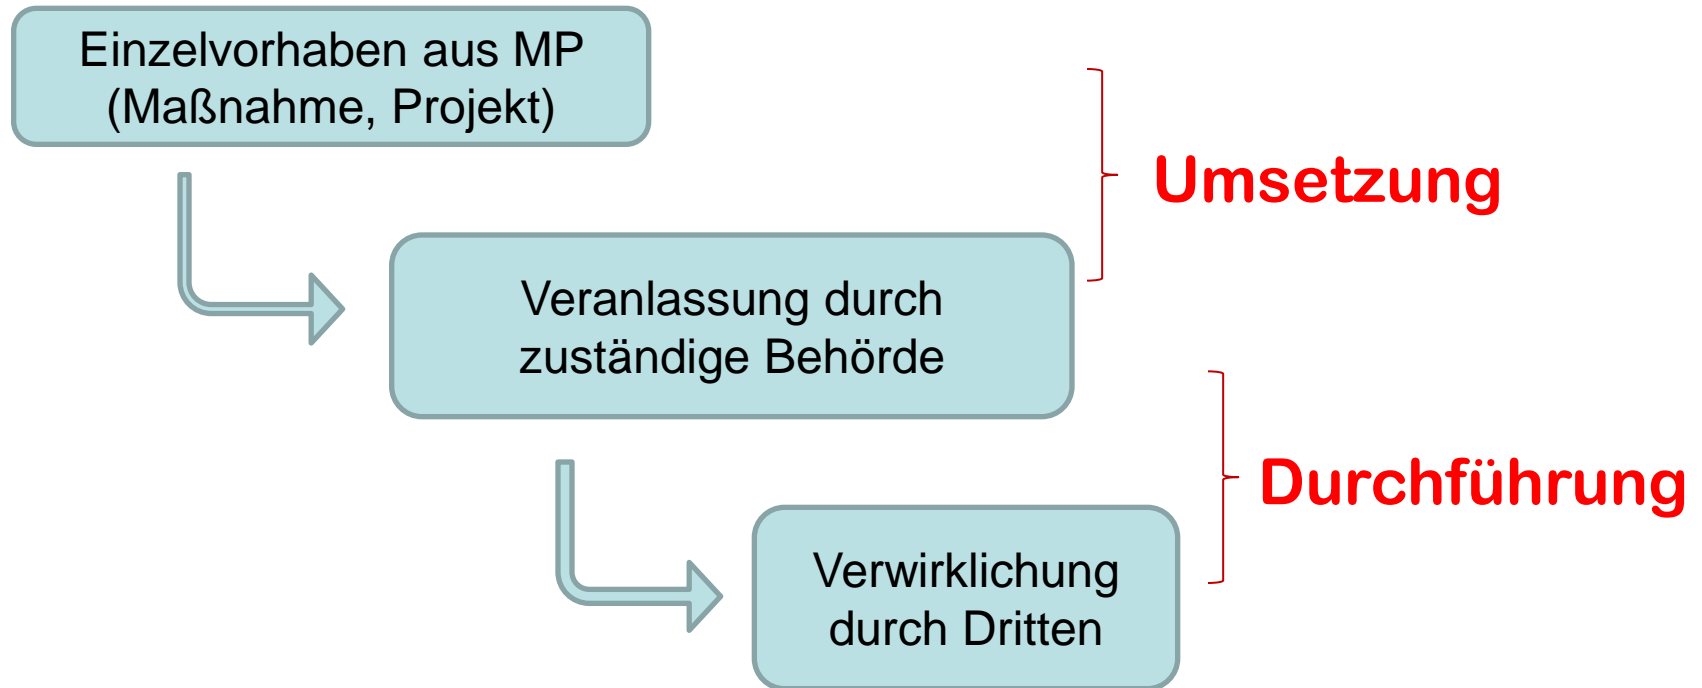 Einzelvorhaben aus MP
(Maßnahme, Projekt)
Umsetzung
Veranlassung durch
zuständige Behörde
Durchführung
Verwirklichung
durch Dritten